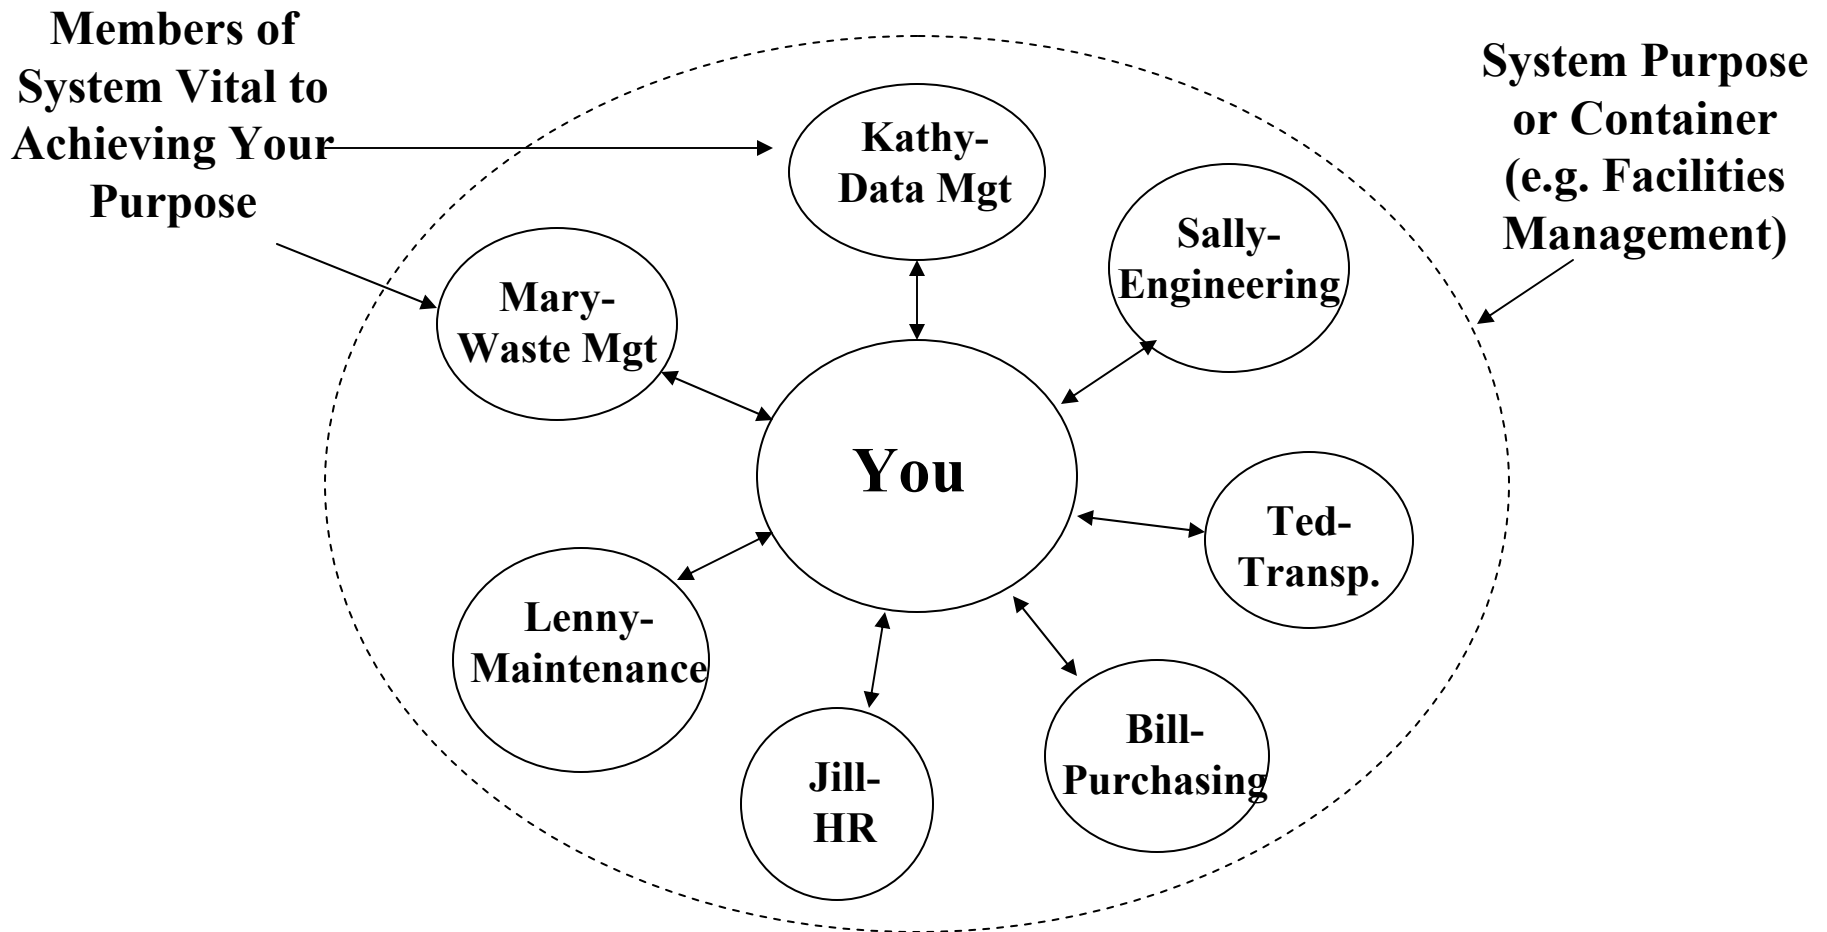 Members of
System Vital to
Achieving Your
Purpose
System Purpose
or Container
(e.g. Facilities
Management)
Kathy-
Data Mgt
Sally-
Engineering
Mary-
Waste Mgt
You
Ted-
Transp.
Lenny-
Maintenance
Bill-
Purchasing
Jill-
HR